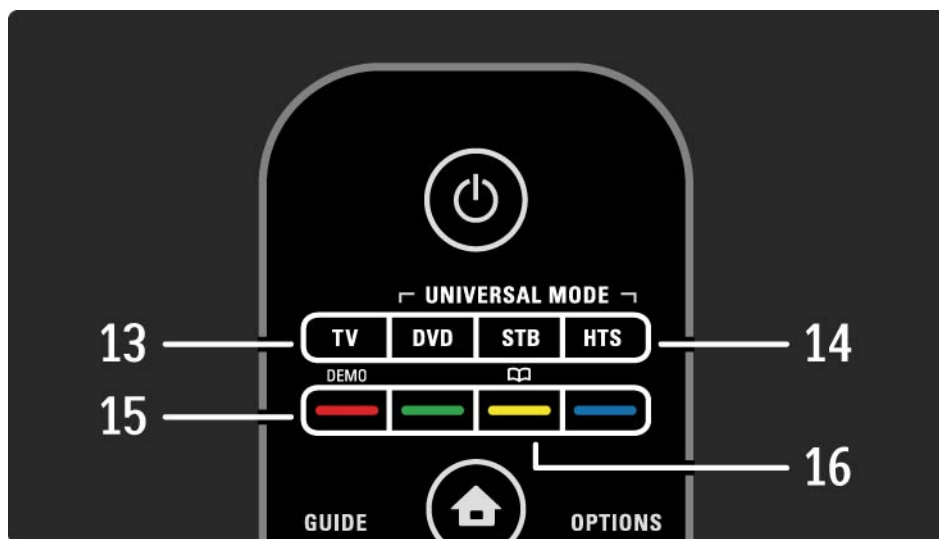 UNIVERSAL MODE
13 TV DVD STB HTS 14
DEMO
15
16
GUIDE OPTIONS